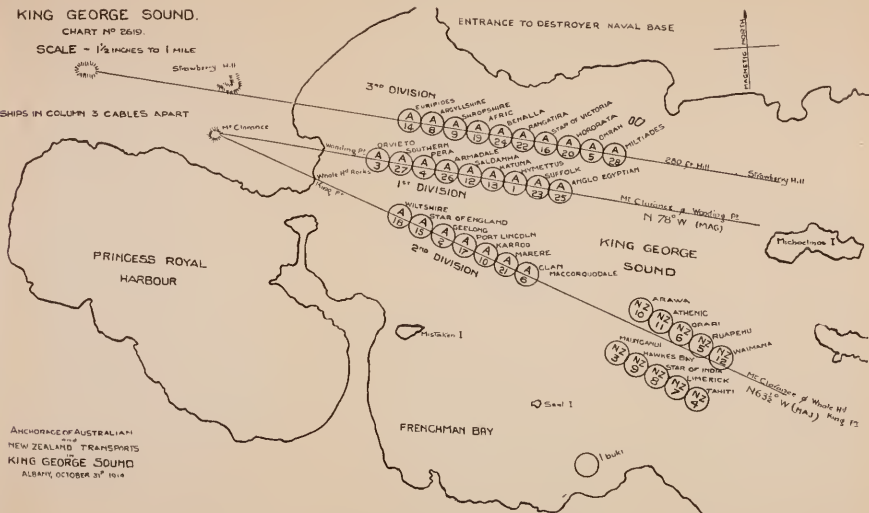 KING GEORGE SOUND.
CHART Nº 2619.
SCALE - 1½ INCHES TO 1 MILE
ENTRANCE TO DESTROYER NAVAL BASE
MAGNETIC NORTH
Strawberry Hill
SHIPS IN COLUMN 3 CABLES APART
Mt Clarence
3RD DIVISION
EURIPIDES
A 14
ARGYLLSHIRE
A 8
SHROPSHIRE
A 9
AFRIC
A 19
BENALLA
A 24
RANGATIRA
A 22
STAR OF VICTORIA
A 16
HORORATA
A 20
OMRAH
A 5
MILTIADES
A 28
280 ft Hill
Strawberry Hill
Wooding Pt
ORVIETO
A 3
SOUTHERN
A 27
PERA
A 4
ARMADALE
A 26
SALDANHA
A 12
KATUNA
A 13
HYMETTUS
A 1
SUFFOLK
A 23
ANGLO EGYPTIAN
A 25
1ST DIVISION
Mt Clarence ø Wooding Pt
N 78° W (MAG)
Whole Hd Rocks
King Pt
WILTSHIRE
A 18
STAR OF ENGLAND
A 15
GEELONG
A 2
PORT LINCOLN
A 17
KARROO
A 10
MARERE
A 21
CLAN
MACCORQUODALE
A 6
2ND DIVISION
KING GEORGE
SOUND
Michaelmas I
PRINCESS ROYAL
HARBOUR
Mistaken I
ARAWA
NZ 10
ATHENIC
NZ 11
ORARI
NZ 6
RUAPEHU
NZ 5
WAIMANA
NZ 2
MAUNGANUI
NZ 3
HAWKES BAY
NZ 9
STAR OF INDIA
NZ 8
LIMERICK
NZ 7
TAHITI
NZ 4
Mt Clarence ø Whole Hd
N63½° W (MAG) King Pt
Seal I
FRENCHMAN BAY
Ibuki
ANCHORAGE OF AUSTRALIAN
and
NEW ZEALAND TRANSPORTS
IN
KING GEORGE SOUND
ALBANY, OCTOBER 31st 1914